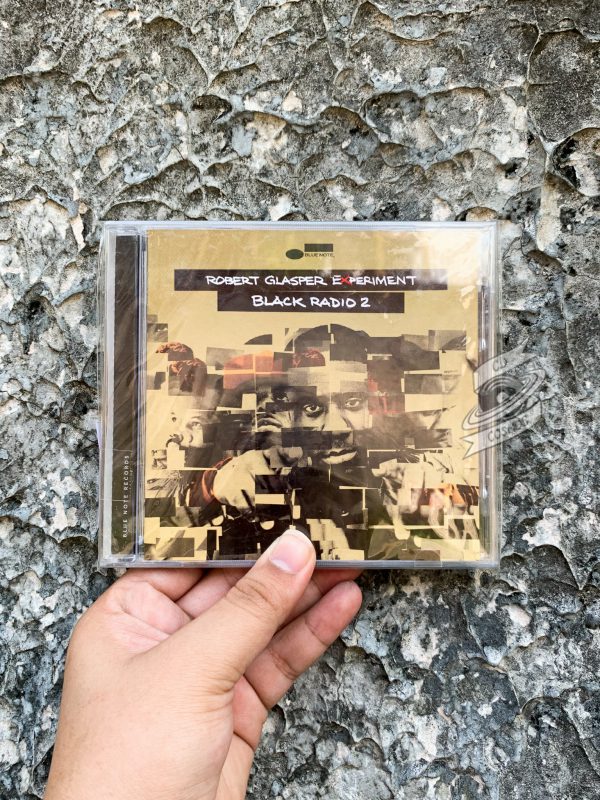 BLUE NOTE
ROBERT GLASPER EXPERIMENT
BLACK RADIO 2
BLUE NOTE RECORDS